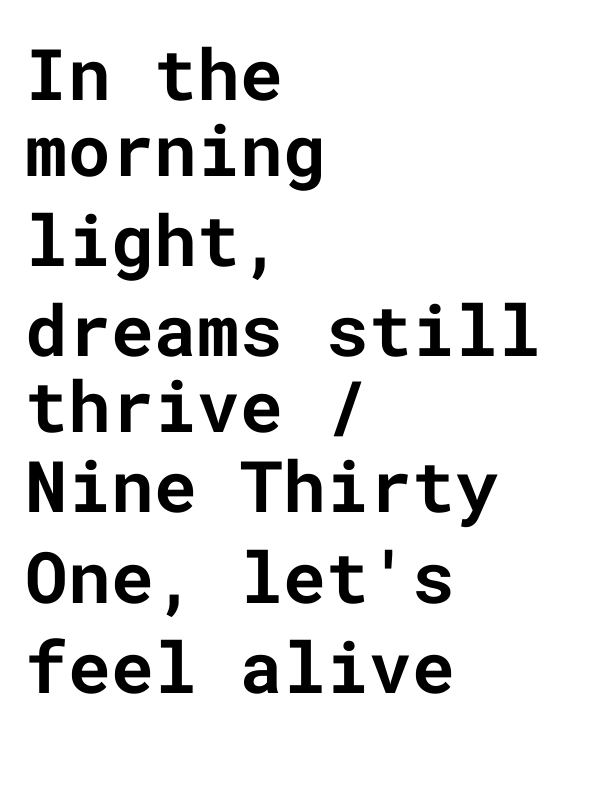 In the
morning
light,
dreams still
thrive /
Nine Thirty
One, let's
feel alive